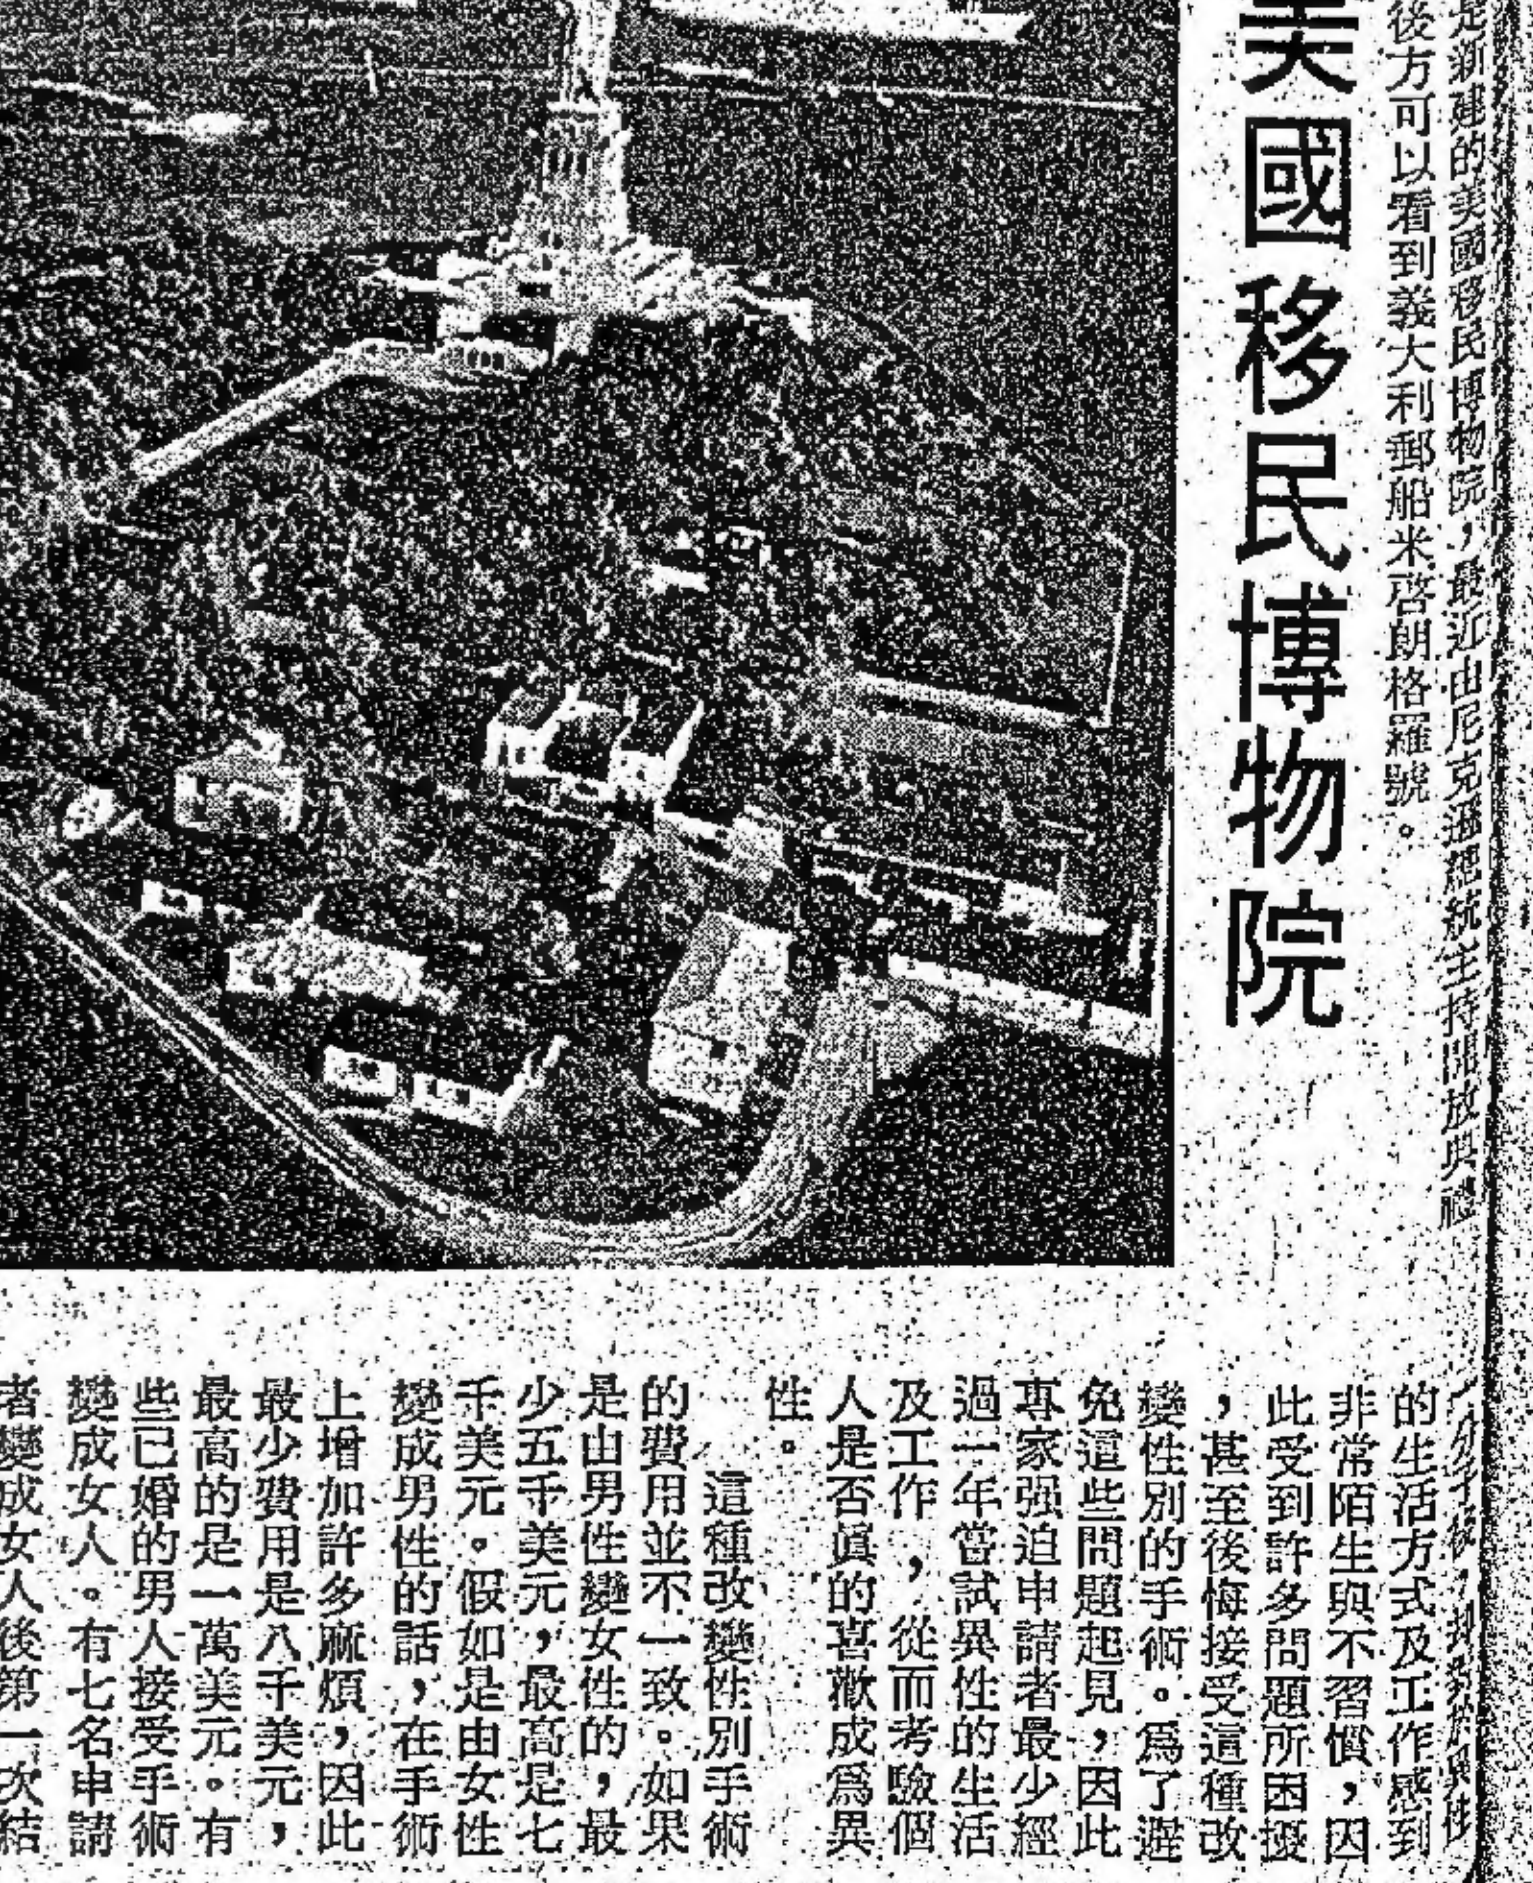 是新建的美國移民博物院，最近由尼克遜總統主持開放典禮
後方可以看到義大利郵船米啓朗格羅號。
美國移民博物院
的生活方式及工作感到
非常陌生與不習慣，因
此受到許多問題所困擾
，甚至後悔接受這種改
變性別的手術。爲了避
免這些問題起見，因此
專家强迫申請者最少經
過一年嘗試異性的生活
及工作，從而考驗個
人是否眞的喜歡成爲異
性。
這種改變性別手術
的費用並不一致。如果
是由男性變女性的，最
少五千美元，最高是七
千美元。假如是由女性
變成男性的話，在手術
上增加許多麻煩，因此
最少費用是八千美元，
最高的是一萬美元。有
些已婚的男人接受手術
變成女人。有七名申請
者變成女人後第一次結